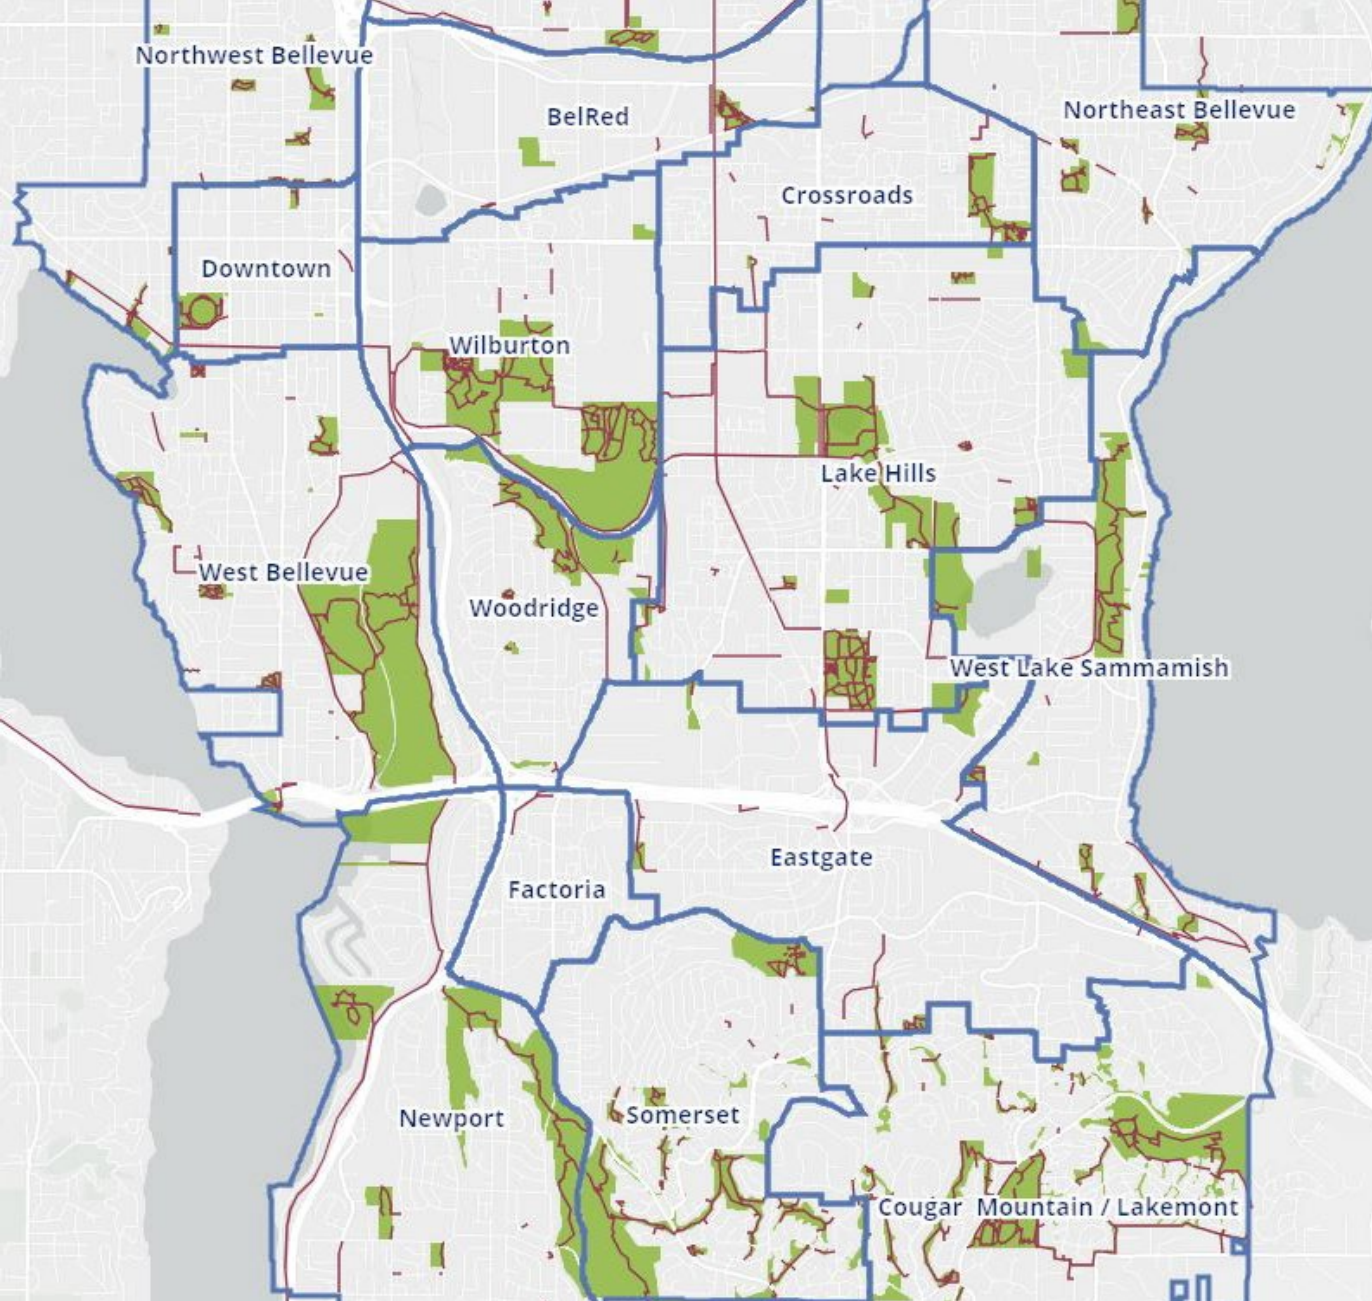 Northwest Bellevue
BelRed
Northeast Bellevue
Crossroads
Downtown
Wilburton
Lake Hills
West Bellevue
Woodridge
West Lake Sammamish
Eastgate
Factoria
Newport
Somerset
Cougar Mountain / Lakemont